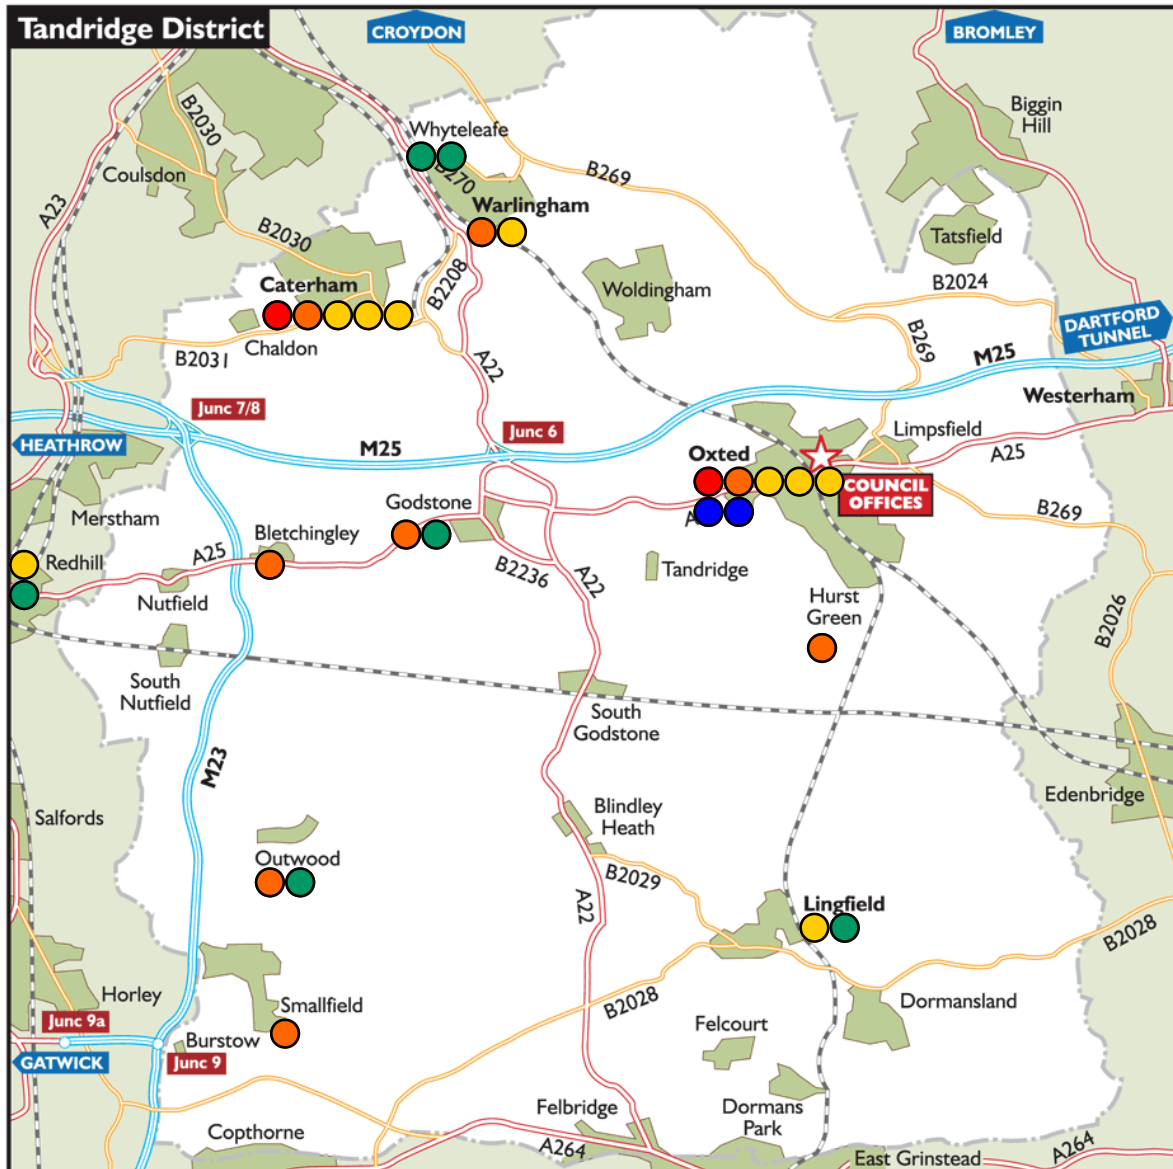 Tandridge District
CROYDON
BROMLEY
Biggin
Hill
B2030
Whyteleafe
Coulsdon
B270
B269
A23
Warlingham
B2030
Tatsfield
B2208
B2024
Caterham
Woldingham
DARTFORD
TUNNEL
B2031
Chaldon
A22
B269
M25
Westerham
Junc 7/8
HEATHROW
M25
Junc 6
Limpsfield
A25
Oxted
COUNCIL
OFFICES
Merstham
Godstone
A
B269
Bletchingley
Redhill
A25
B2236
A22
Tandridge
Nutfield
Hurst
Green
B2026
South
Nutfield
South
Godstone
M23
Edenbridge
Salfords
Blindley
Heath
Outwood
B2029
A22
Lingfield
B2028
Horley
Smallfield
B2028
Dormansland
Junc 9a
Burstow
Felcourt
GATWICK
Junc 9
Felbridge
Dormans
Park
Copthorne
A264
East Grinstead
A264